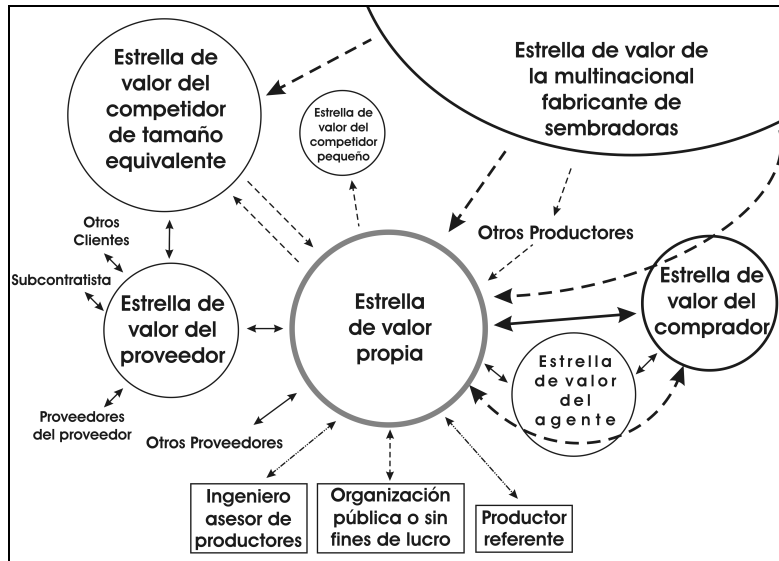 Estrella de
valor del
competidor
de tamaño
equivalente
Estrella de valor de
la multinacional
fabricante de
sembradoras
Estrella de
valor del
competidor
pequeño
Otros Productores
Otros
Clientes
Subcontratista
Estrella de
valor del
proveedor
Estrella
de valor
propia
Estrella de
valor del
comprador
Estrella
de valor
del
agente
Proveedores
del proveedor
Otros Proveedores
Ingeniero
asesor de
productores
Organización
pública o sin
fines de lucro
Productor
referente